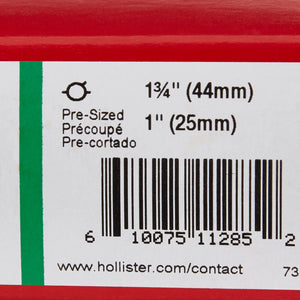 1¾" (44mm)
Pre-Sized
Précoupé
Pre-cortado
1" (25mm)
6 10075 11285 2
www.hollister.com/contact
73